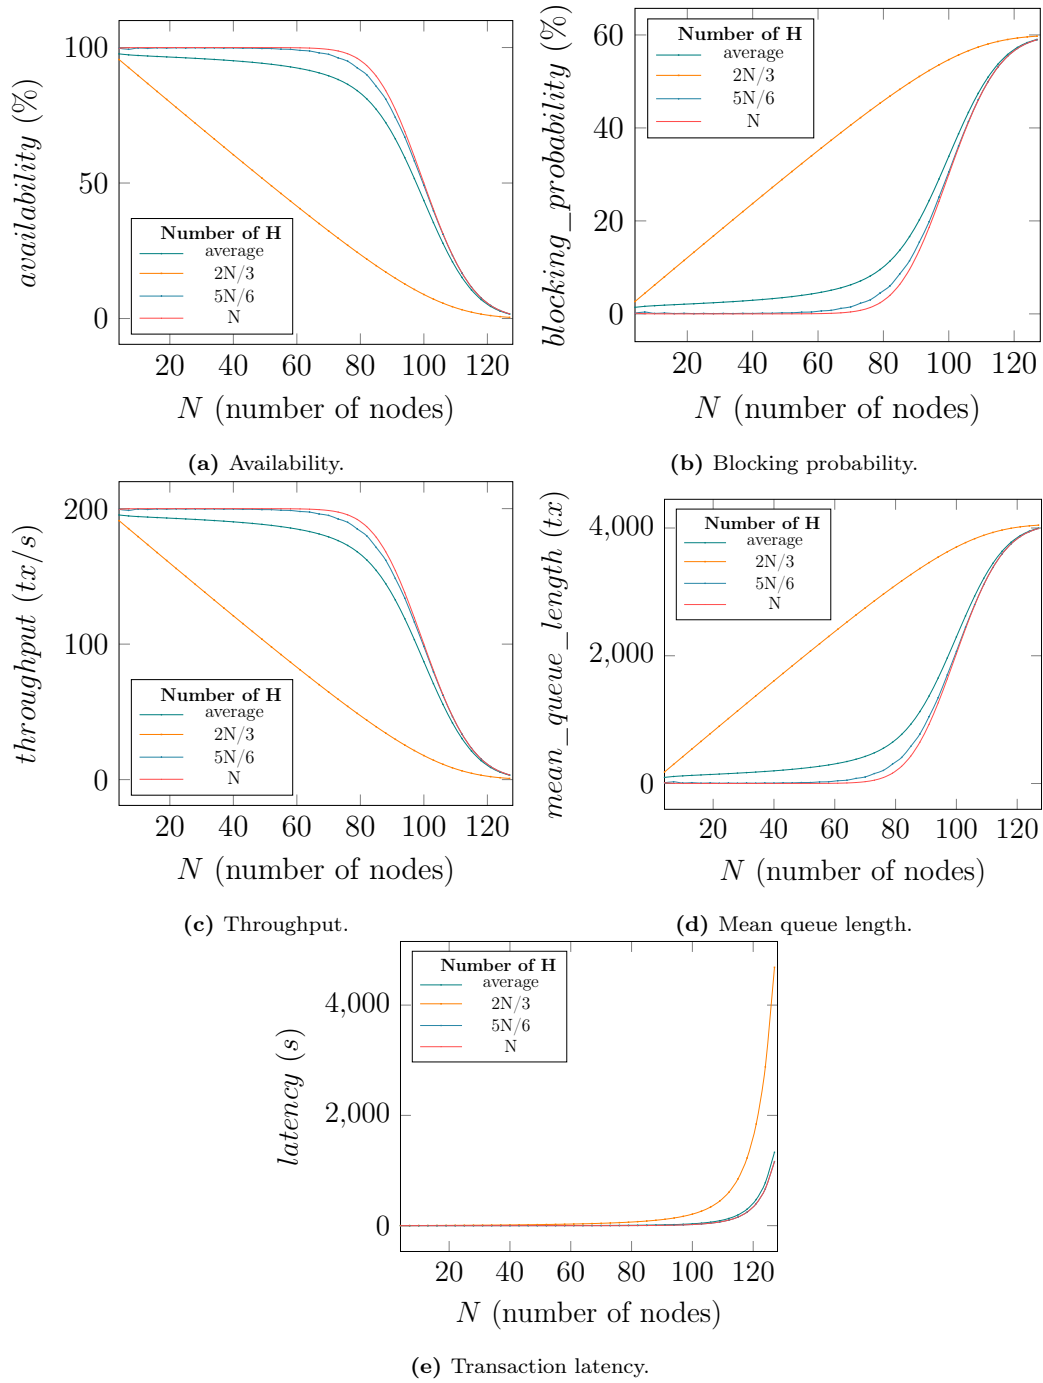 availability (%)
100
50
0
Number of H
average
2N/3
5N/6
N
20 40 60 80 100 120
N (number of nodes)
(a) Availability.
blocking_probability (%)
60
40
20
0
Number of H
average
2N/3
5N/6
N
20 40 60 80 100 120
N (number of nodes)
(b) Blocking probability.
throughput (tx/s)
200
100
0
Number of H
average
2N/3
5N/6
N
20 40 60 80 100 120
N (number of nodes)
(c) Throughput.
mean_queue_length (tx)
4,000
2,000
0
Number of H
average
2N/3
5N/6
N
20 40 60 80 100 120
N (number of nodes)
(d) Mean queue length.
latency (s)
4,000
2,000
0
Number of H
average
2N/3
5N/6
N
20 40 60 80 100 120
N (number of nodes)
(e) Transaction latency.